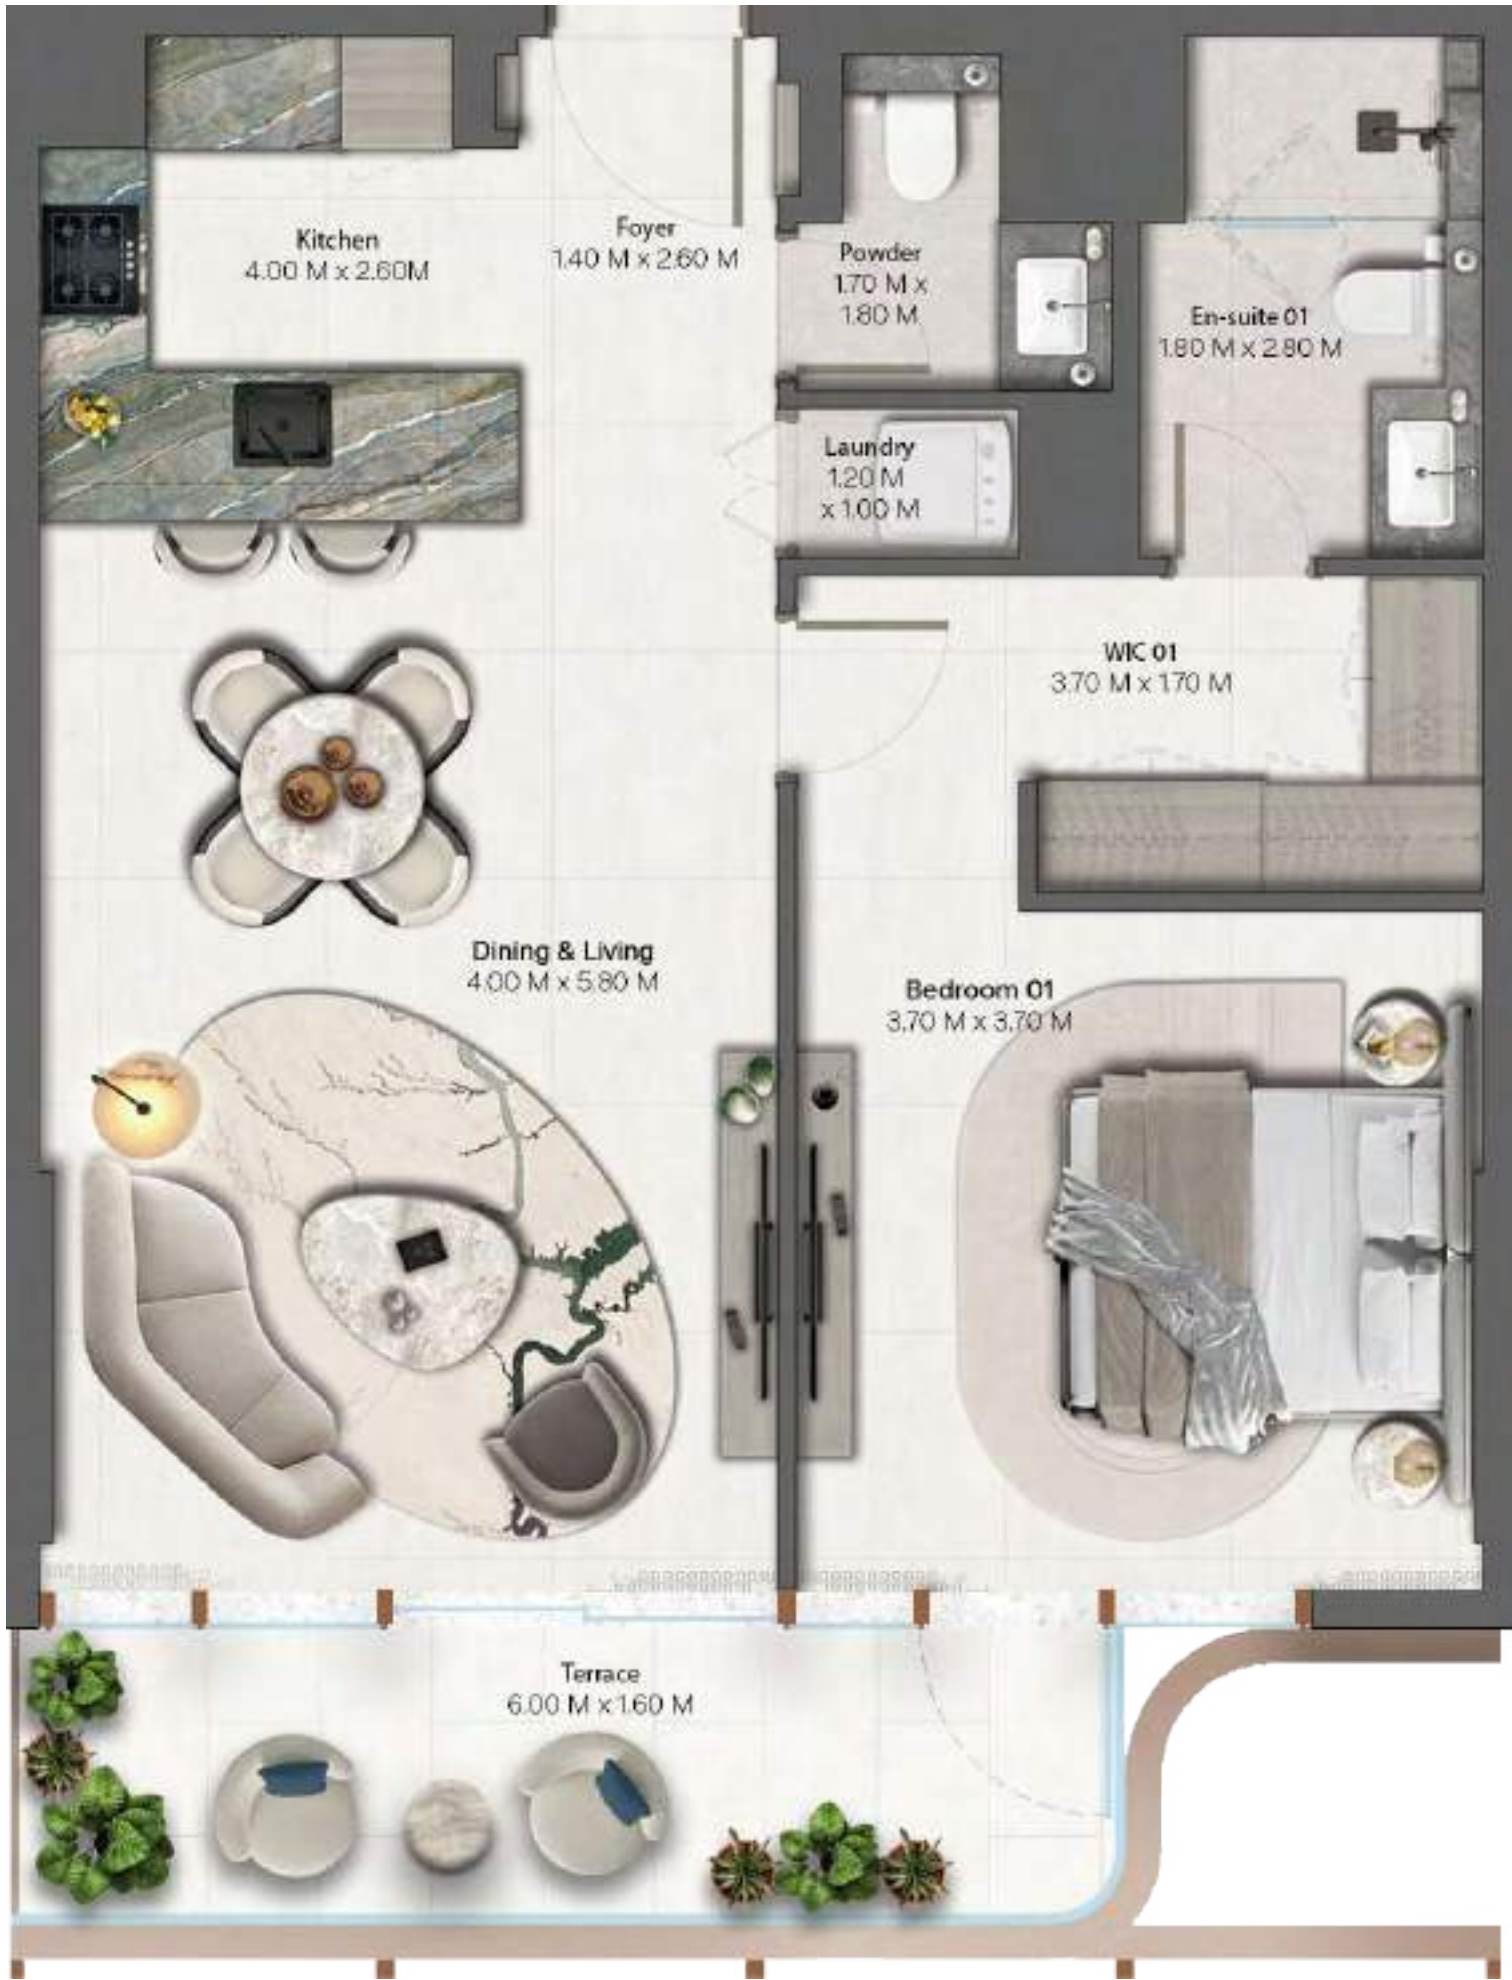 Kitchen
4.00 M x 2.60M
Foyer
1.40 M x 2.60 M
Powder
1.70 M x
1.80 M
En-suite 01
1.80 M x 2.80 M
Laundry
1.20 M
x 1.00 M
WIC 01
3.70 M x 1.70 M
Dining & Living
4.00 M x 5.80 M
Bedroom 01
3.70 M x 3.70 M
Terrace
6.00 M x 1.60 M